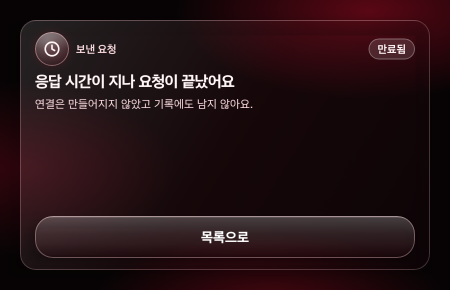 보낸 요청
만료됨
응답 시간이 지나 요청이 끝났어요
연결은 만들어지지 않았고 기록에도 남지 않아요.
목록으로